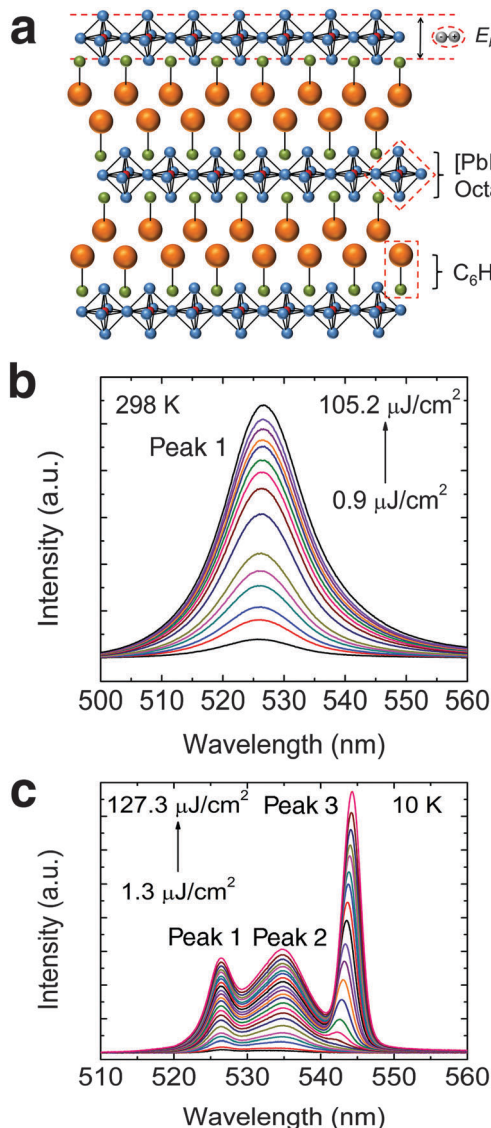 a
[Pb
Octa
C₆H
b
298 K
105.2 μJ/cm²
Peak 1
0.9 μJ/cm²
Intensity (a.u.)
500 510 520 530 540 550 560
Wavelength (nm)
c
127.3 μJ/cm²
Peak 3
10 K
1.3 μJ/cm²
Peak 1
Peak 2
Intensity (a.u.)
510 520 530 540 550 560
Wavelength (nm)